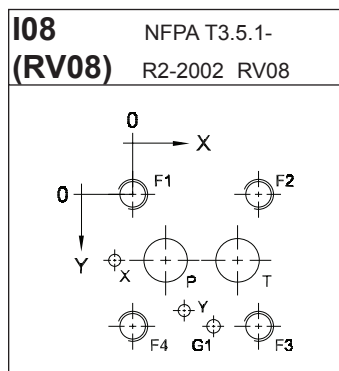 I08 NFPA T3.5.1-
(RV08) R2-2002 RV08
0
X
F1 F2
0
Y
X P T
Y
F4 G1 F3